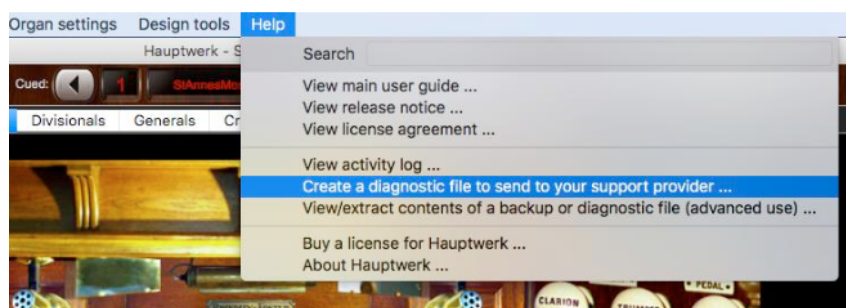 Organ settings Design tools Help
Hauptwerk - S
Search
Cued: 1 StAnnesMos
View main user guide ...
View release notice ...
View license agreement ...
Divisionals Generals Cr
View activity log ...
Create a diagnostic file to send to your support provider ...
View/extract contents of a backup or diagnostic file (advanced use) ...
Buy a license for Hauptwerk ...
About Hauptwerk ...
CLARION
PEDAL